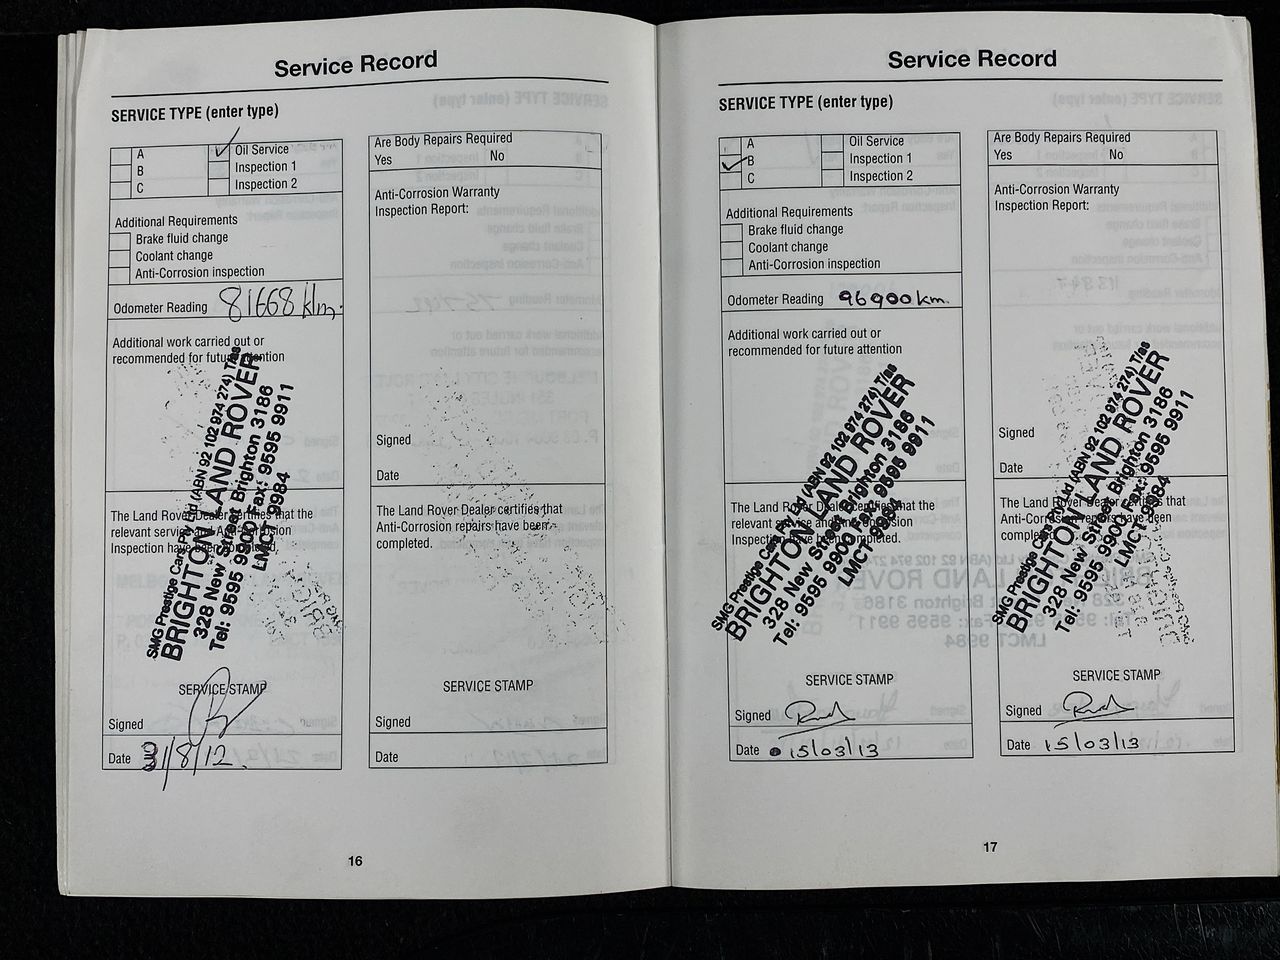 Service Record
SERVICE TYPE (enter type)
A
B
C
Oil Service
Inspection 1
Inspection 2
Additional Requirements
Brake fluid change
Coolant change
Anti-Corrosion inspection
Odometer Reading 81668 klm.
Additional work carried out or
recommended for future attention
The Land Rover Dealer certifies that the
relevant service and Anti-Corrosion
Inspection have been completed.
SMG Prestige Cars Pty Ltd (ABN 92 102 974 274) T/as
BRIGHTON LAND ROVER
328 New Street Brighton 3186
Tel: 9595 9900 Fax: 9595 9911
LMCT 9984
SERVICE STAMP
Signed
Date 31/8/12.
Are Body Repairs Required
Yes No
Anti-Corrosion Warranty
Inspection Report:
Signed
Date
The Land Rover Dealer certifies that
Anti-Corrosion repairs have been
completed.
SERVICE STAMP
Signed
Date
16
Service Record
SERVICE TYPE (enter type)
A
B
C
Oil Service
Inspection 1
Inspection 2
Additional Requirements
Brake fluid change
Coolant change
Anti-Corrosion inspection
Odometer Reading 96900km.
Additional work carried out or
recommended for future attention
The Land Rover Dealer certifies that the
relevant service and Anti-Corrosion
Inspection have been completed.
SMG Prestige Cars Pty Ltd (ABN 92 102 974 274) T/as
BRIGHTON LAND ROVER
328 New Street Brighton 3186
Tel: 9595 9900 Fax: 9595 9911
LMCT 9984
SERVICE STAMP
Signed
Date 15/03/13
Are Body Repairs Required
Yes No
Anti-Corrosion Warranty
Inspection Report:
Signed
Date
The Land Rover Dealer certifies that
Anti-Corrosion repairs have been
completed.
SMG Prestige Cars Pty Ltd (ABN 92 102 974 274) T/as
BRIGHTON LAND ROVER
328 New Street Brighton 3186
Tel: 9595 9900 Fax: 9595 9911
LMCT 9984
SERVICE STAMP
Signed
Date 15/03/13
17